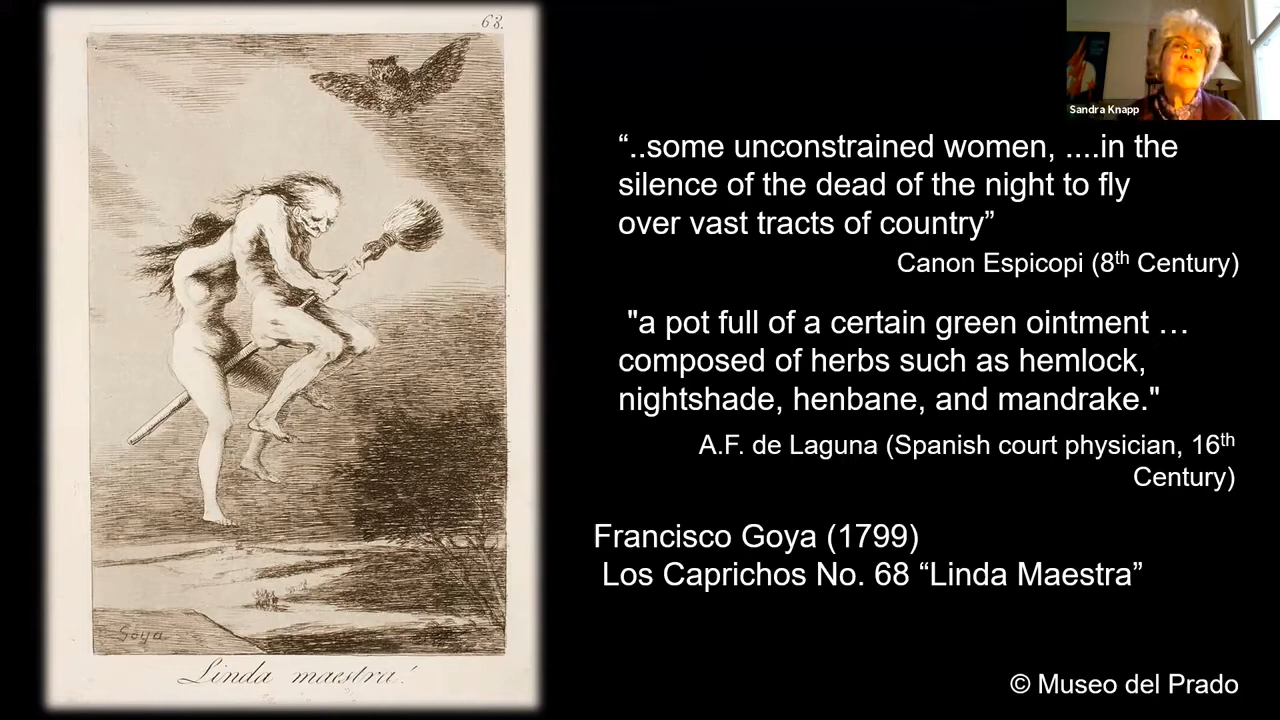 68.
Goya
Linda maestra!
Sandra Knapp
“..some unconstrained women, ....in the
silence of the dead of the night to fly
over vast tracts of country”
Canon Espicopi (8th Century)
"a pot full of a certain green ointment …
composed of herbs such as hemlock,
nightshade, henbane, and mandrake."
A.F. de Laguna (Spanish court physician, 16th
Century)
Francisco Goya (1799)
Los Caprichos No. 68 “Linda Maestra”
© Museo del Prado